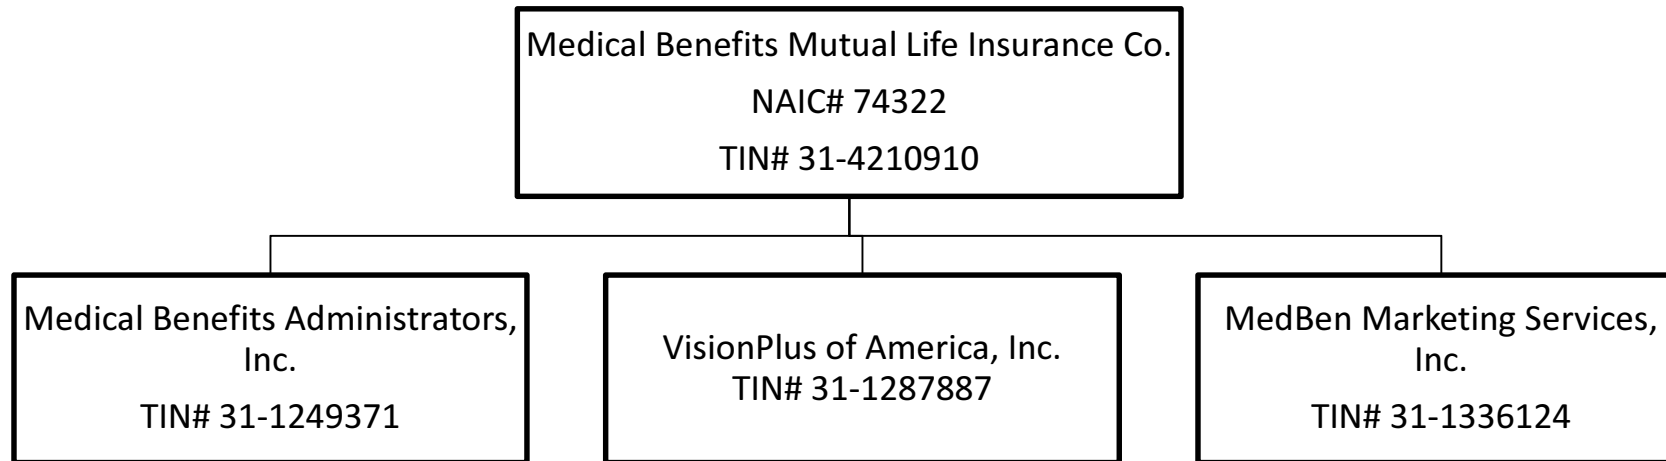 Medical Benefits Mutual Life Insurance Co.
NAIC# 74322
TIN# 31-4210910
Medical Benefits Administrators,
Inc.
TIN# 31-1249371
VisionPlus of America, Inc.
TIN# 31-1287887
MedBen Marketing Services,
Inc.
TIN# 31-1336124